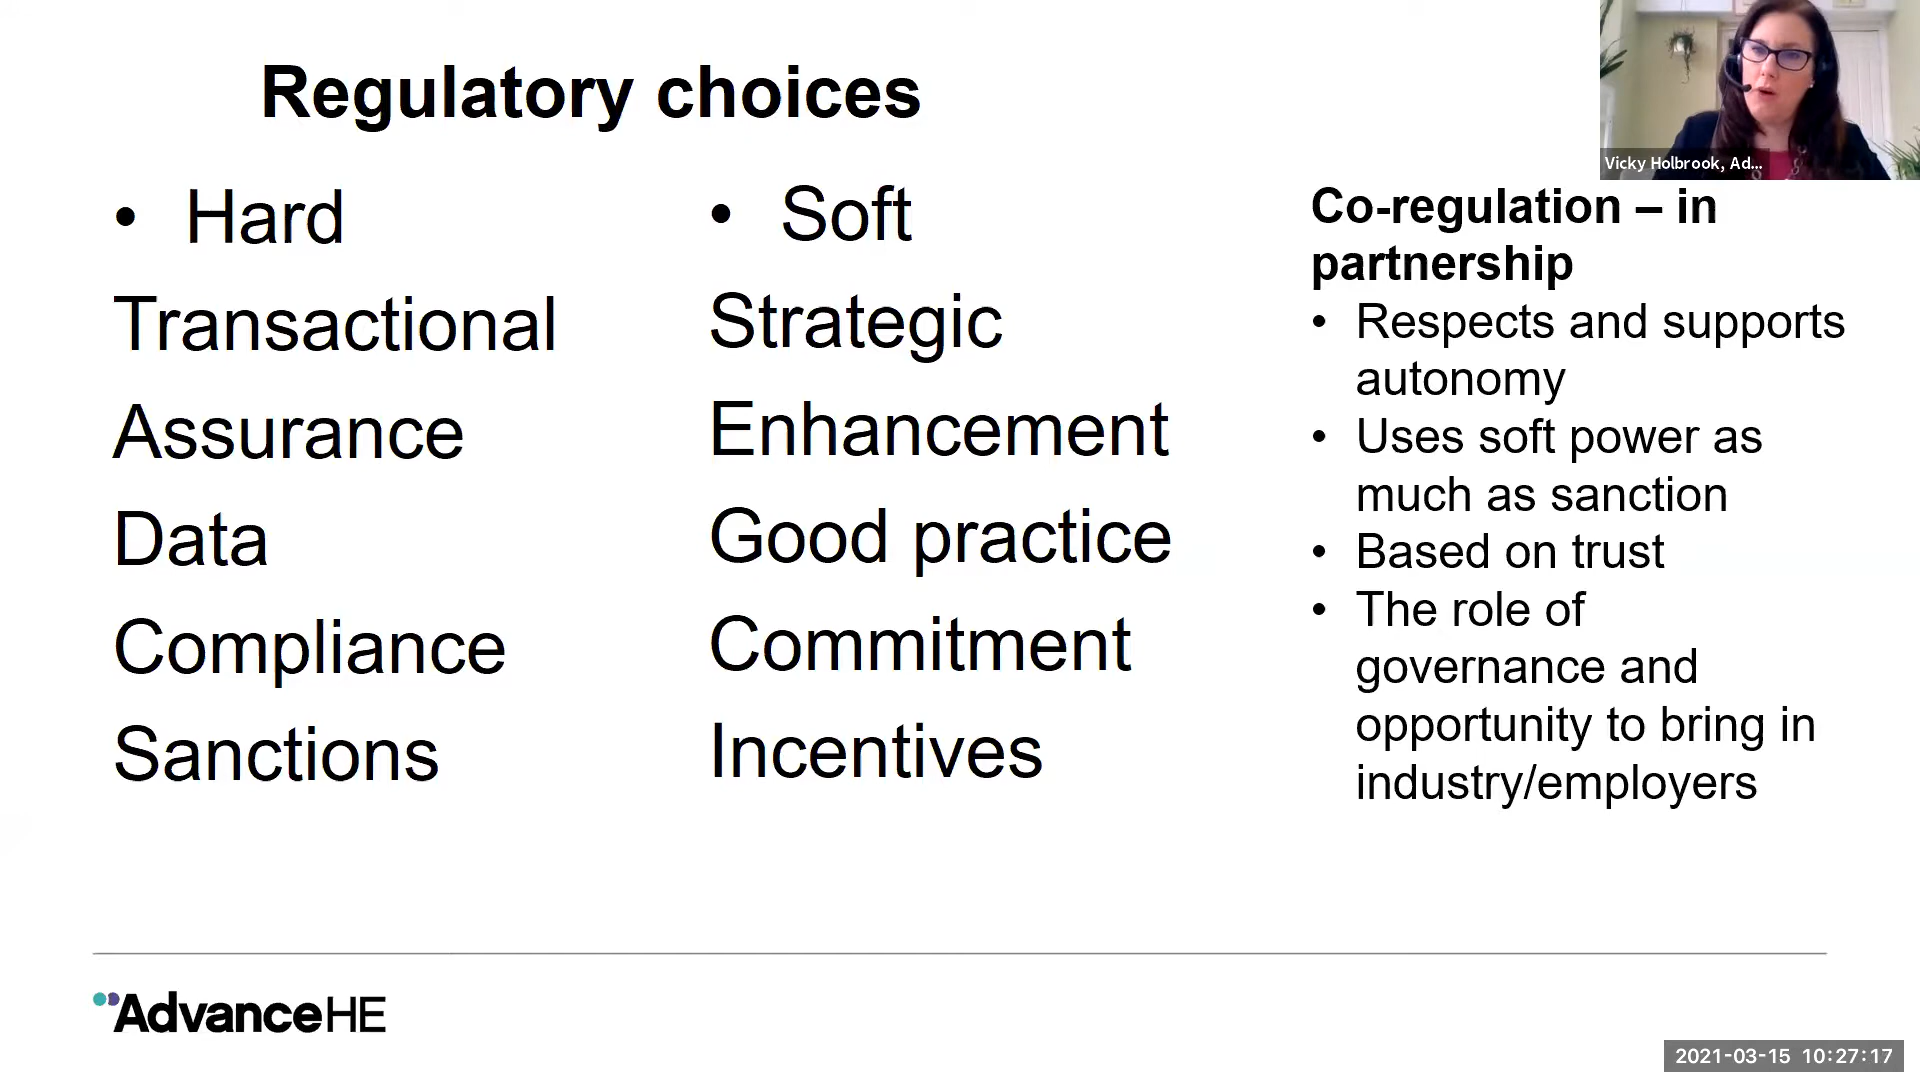 Regulatory choices
• Hard
Transactional
Assurance
Data
Compliance
Sanctions
• Soft
Strategic
Enhancement
Good practice
Commitment
Incentives
Vicky Holbrook, Ad...
Co-regulation – in
partnership
• Respects and supports
autonomy
• Uses soft power as
much as sanction
• Based on trust
• The role of
governance and
opportunity to bring in
industry/employers
AdvanceHE
2021-03-15 10:27:17